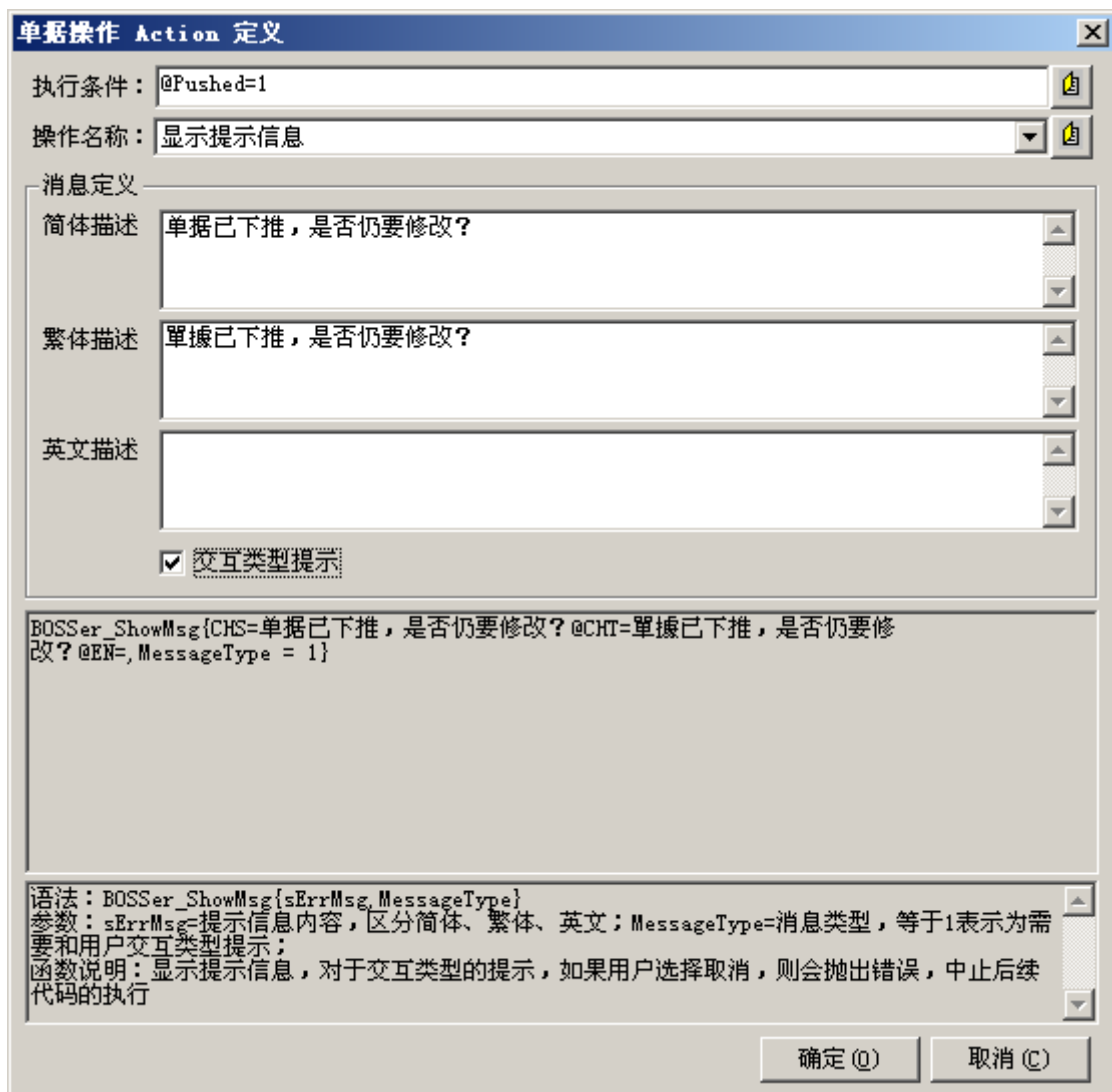 单据操作 Action 定义
执行条件：@Pushed=1
操作名称：显示提示信息
消息定义
简体描述 单据已下推，是否仍要修改？
繁体描述 單據已下推，是否仍要修改？
英文描述
交互类型提示
BOSSer_ShowMsg{CHS=单据已下推，是否仍要修改？@CHT=單據已下推，是否仍要修
改？@EN=,MessageType = 1}
语法：BOSSer_ShowMsg{sErrMsg,MessageType}
参数：sErrMsg=提示信息内容，区分简体、繁体、英文；MessageType=消息类型，等于1表示为需
要和用户交互类型提示；
函数说明：显示提示信息，对于交互类型的提示，如果用户选择取消，则会抛出错误，中止后续
代码的执行
确定(O) 取消(C)